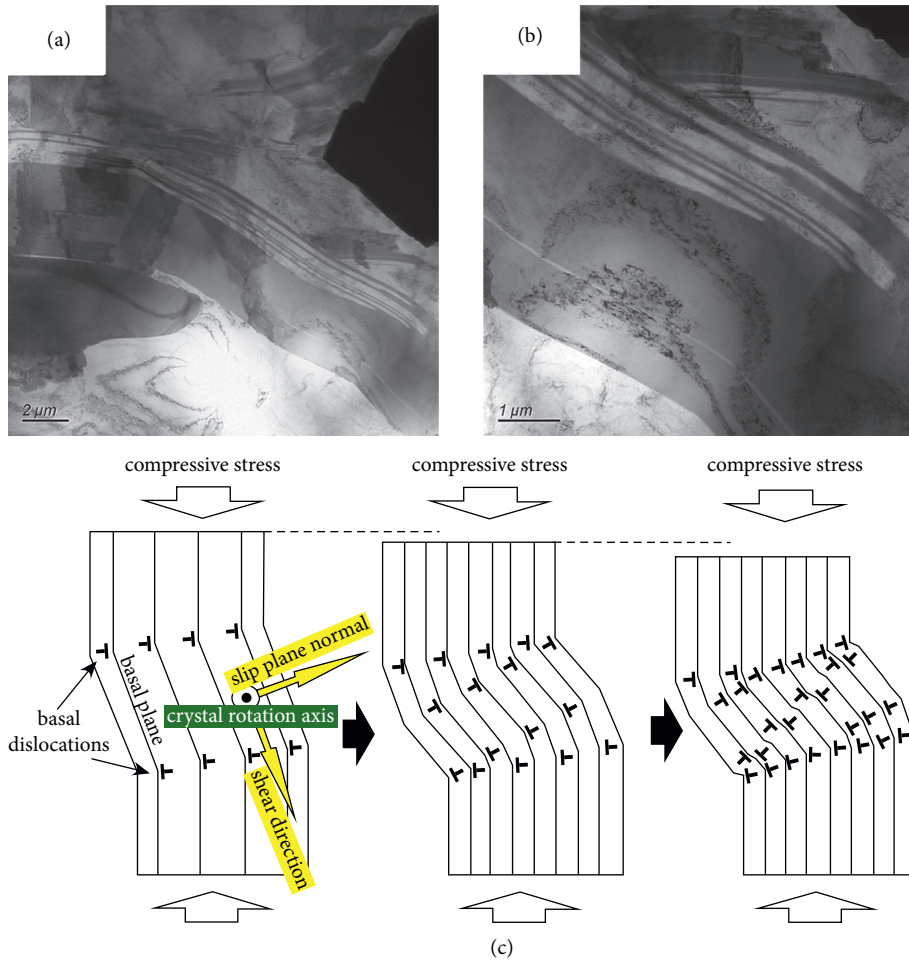 (a)
(b)
2 µm
1 µm
compressive stress
compressive stress
compressive stress
slip plane normal
basal plane
crystal rotation axis
basal
dislocations
shear direction
(c)